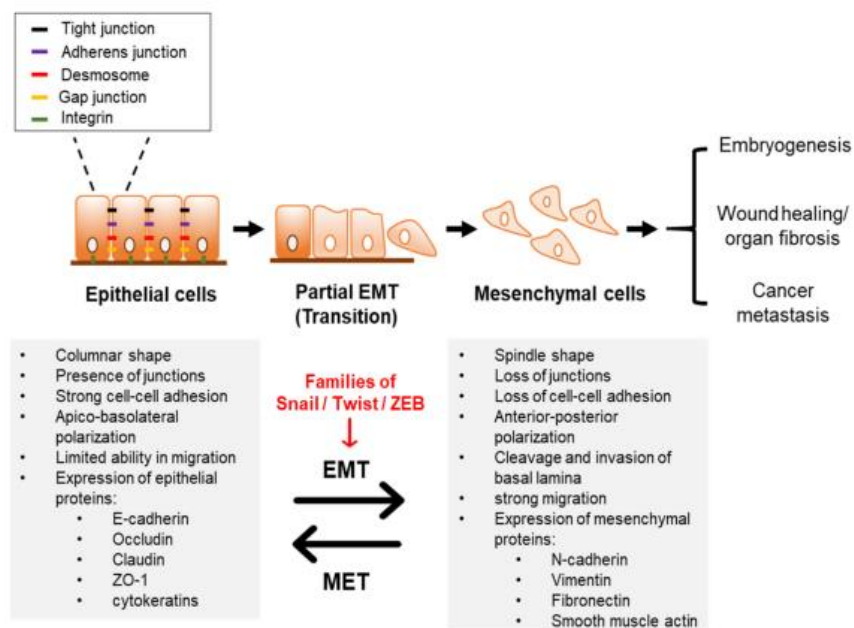 Tight junction
Adherens junction
Desmosome
Gap junction
Integrin
Embryogenesis
Wound healing/
organ fibrosis
Cancer
metastasis
Epithelial cells
Partial EMT
(Transition)
Mesenchymal cells
• Columnar shape
• Presence of junctions
• Strong cell-cell adhesion
• Apico-basolateral
polarization
• Limited ability in migration
• Expression of epithelial
proteins:
• E-cadherin
• Occludin
• Claudin
• ZO-1
• cytokeratins
Families of
Snail / Twist / ZEB
EMT
MET
• Spindle shape
• Loss of junctions
• Loss of cell-cell adhesion
• Anterior-posterior
polarization
• Cleavage and invasion of
basal lamina
• strong migration
• Expression of mesenchymal
proteins:
• N-cadherin
• Vimentin
• Fibronectin
• Smooth muscle actin